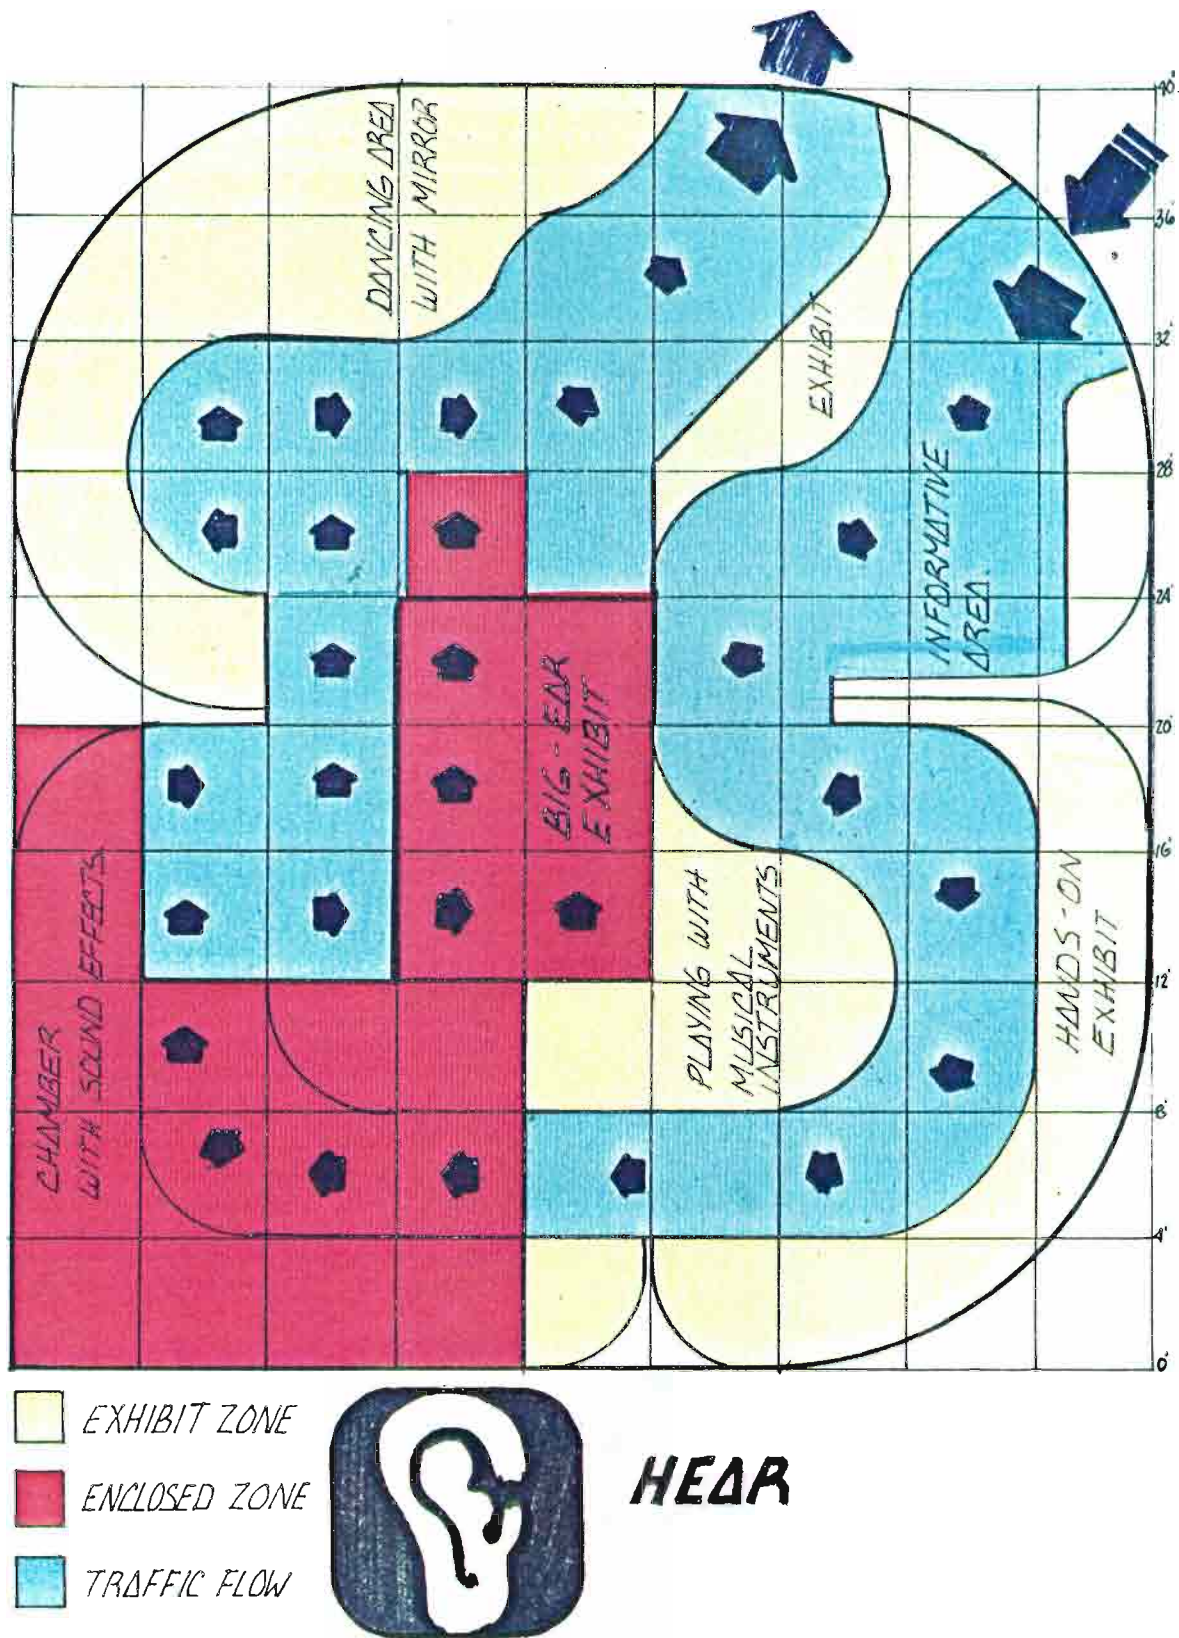 DANCING AREA
WITH MIRROR
EXHIBIT
INFORMATIVE
AREA.
BIG-EAR
EXHIBIT
PLAYING WITH
MUSICAL
INSTRUMENTS
HANDS-ON
EXHIBIT
CHAMBER
WITH SOUND EFFECTS.
40'
36'
32'
28'
24'
20'
16'
12'
8'
4'
0'
EXHIBIT ZONE
ENCLOSED ZONE
TRAFFIC FLOW
HEAR